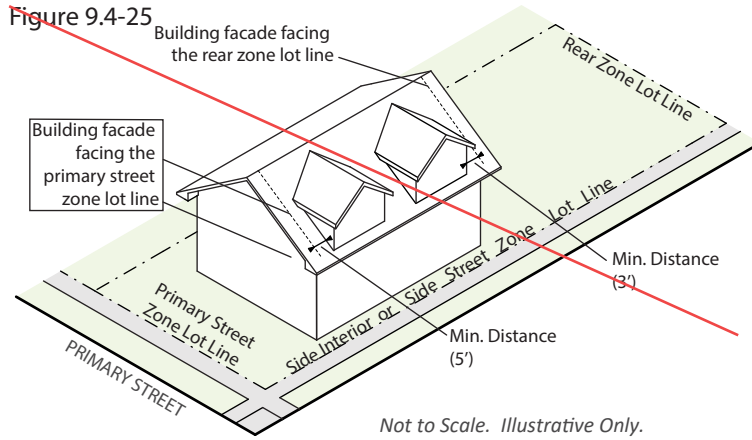 Figure 9.4-25
Building facade facing
the rear zone lot line
Rear Zone Lot Line
Building facade
facing the
primary street
zone lot line
Min. Distance
(3')
Primary Street
Zone Lot Line
Side Interior or Side Street Zone Lot Line
Min. Distance
(5')
PRIMARY STREET
Not to Scale. Illustrative Only.